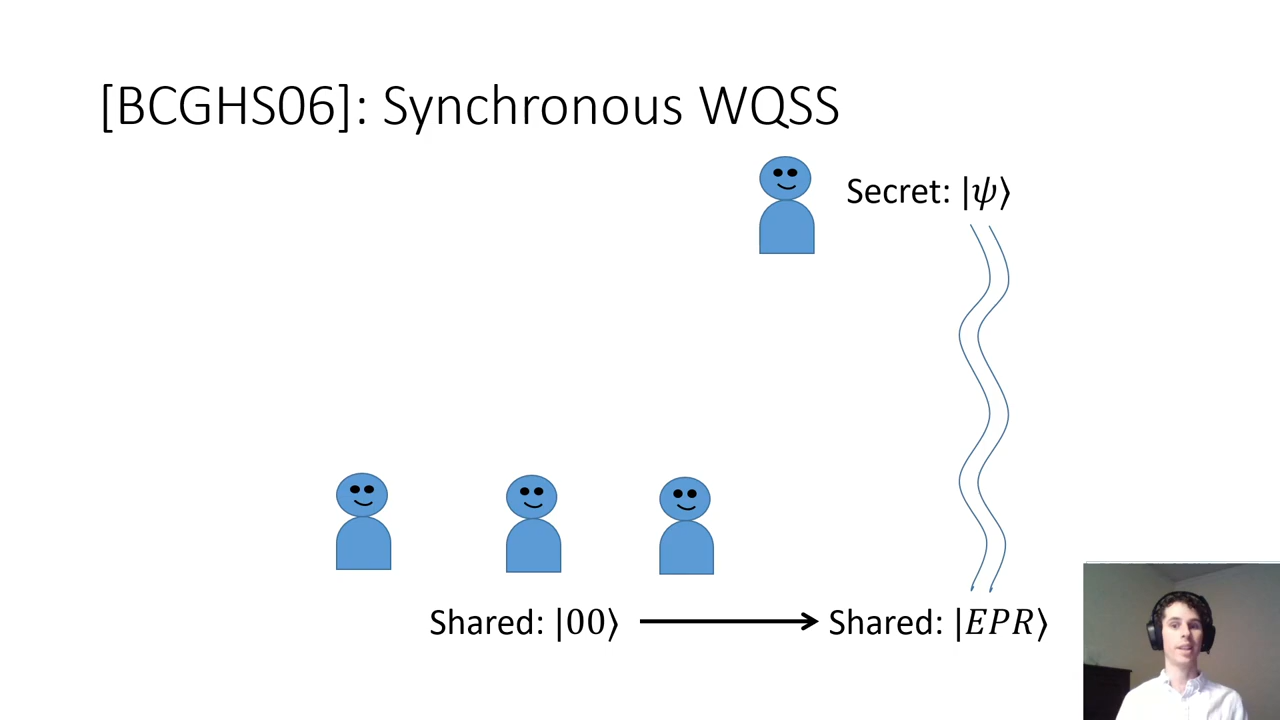 [BCGHS06]: Synchronous WQSS
Secret: |ψ⟩
Shared: |00⟩
Shared: |EPR⟩